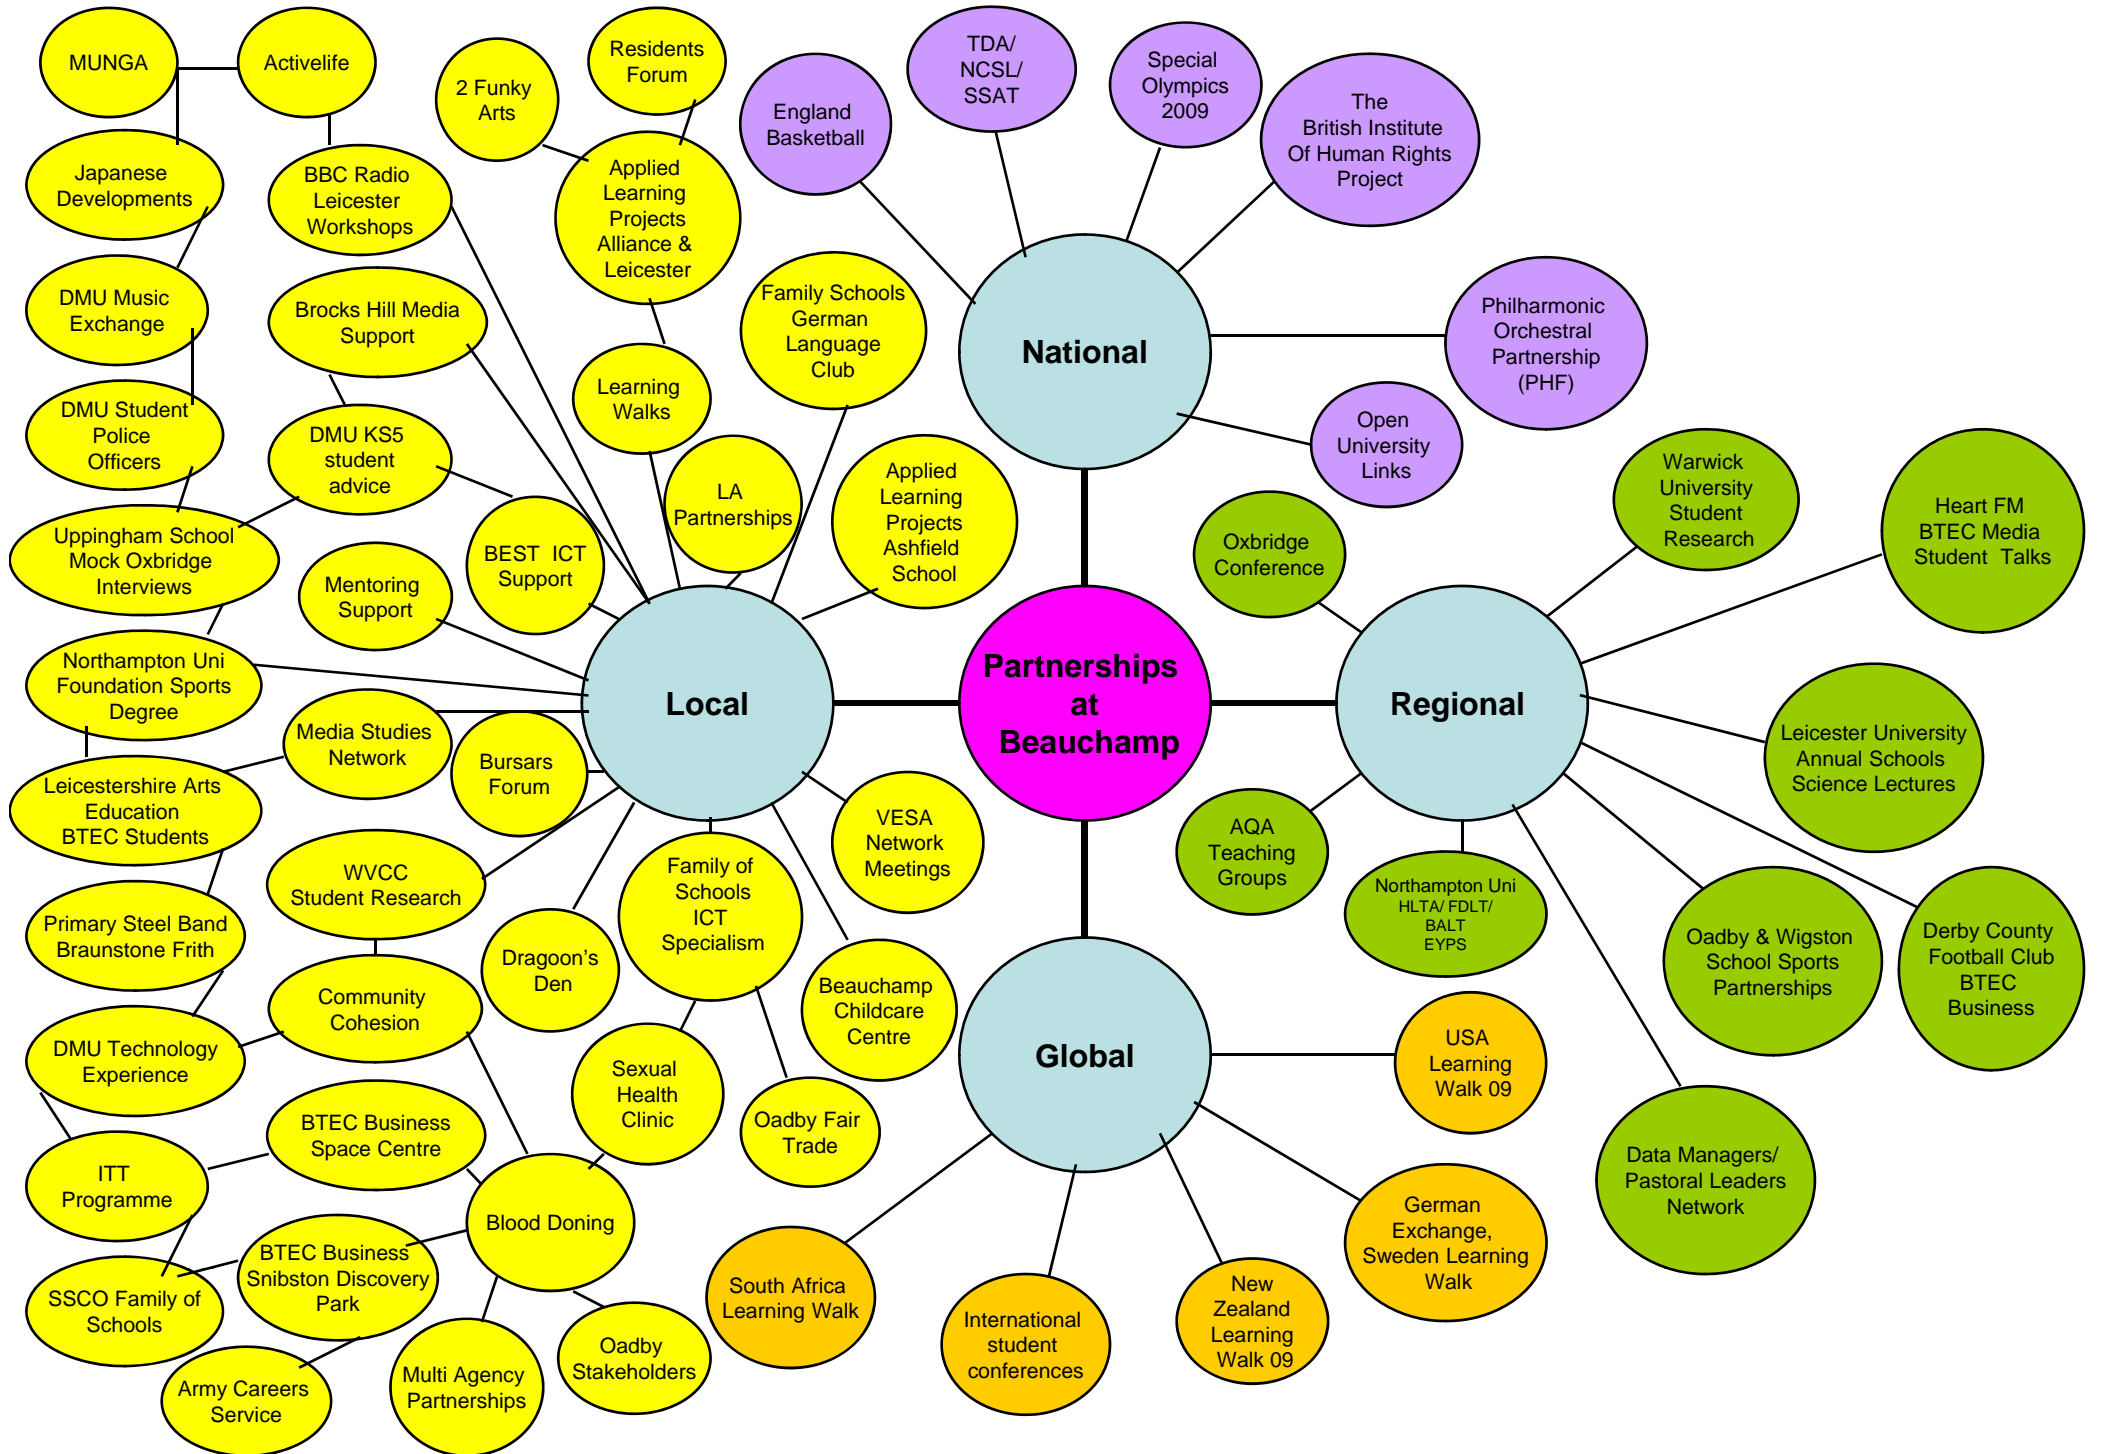 MUNGA
Activelife
2 Funky
Arts
Residents
Forum
England
Basketball
TDA/
NCSL/
SSAT
Special
Olympics
2009
The
British Institute
Of Human Rights
Project
Japanese
Developments
BBC Radio
Leicester
Workshops
Applied
Learning
Projects
Alliance &
Leicester
DMU Music
Exchange
Brocks Hill Media
Support
Family Schools
German
Language
Club
National
Philharmonic
Orchestral
Partnership
(PHF)
Learning
Walks
DMU Student
Police
Officers
DMU KS5
student
advice
LA
Partnerships
Applied
Learning
Projects
Ashfield
School
Open
University
Links
Warwick
University
Student
Research
Heart FM
BTEC Media
Student Talks
Uppingham School
Mock Oxbridge
Interviews
Mentoring
Support
BEST ICT
Support
Oxbridge
Conference
Northampton Uni
Foundation Sports
Degree
Media Studies
Network
Bursars
Forum
Local
Partnerships
at
Beauchamp
Regional
Leicester University
Annual Schools
Science Lectures
Leicestershire Arts
Education
BTEC Students
WVCC
Student Research
Family of
Schools
ICT
Specialism
VESA
Network
Meetings
AQA
Teaching
Groups
Northampton Uni
HLTA/ FDLT/
BALT
EYPS
Oadby & Wigston
School Sports
Partnerships
Derby County
Football Club
BTEC
Business
Primary Steel Band
Braunstone Frith
Community
Cohesion
Dragoon's
Den
Beauchamp
Childcare
Centre
DMU Technology
Experience
Sexual
Health
Clinic
Oadby Fair
Trade
Global
USA
Learning
Walk 09
BTEC Business
Space Centre
ITT
Programme
Blood Doning
German
Exchange,
Sweden Learning
Walk
Data Managers/
Pastoral Leaders
Network
SSCO Family of
Schools
BTEC Business
Snibston Discovery
Park
South Africa
Learning Walk
International
student
conferences
New
Zealand
Learning
Walk 09
Army Careers
Service
Multi Agency
Partnerships
Oadby
Stakeholders